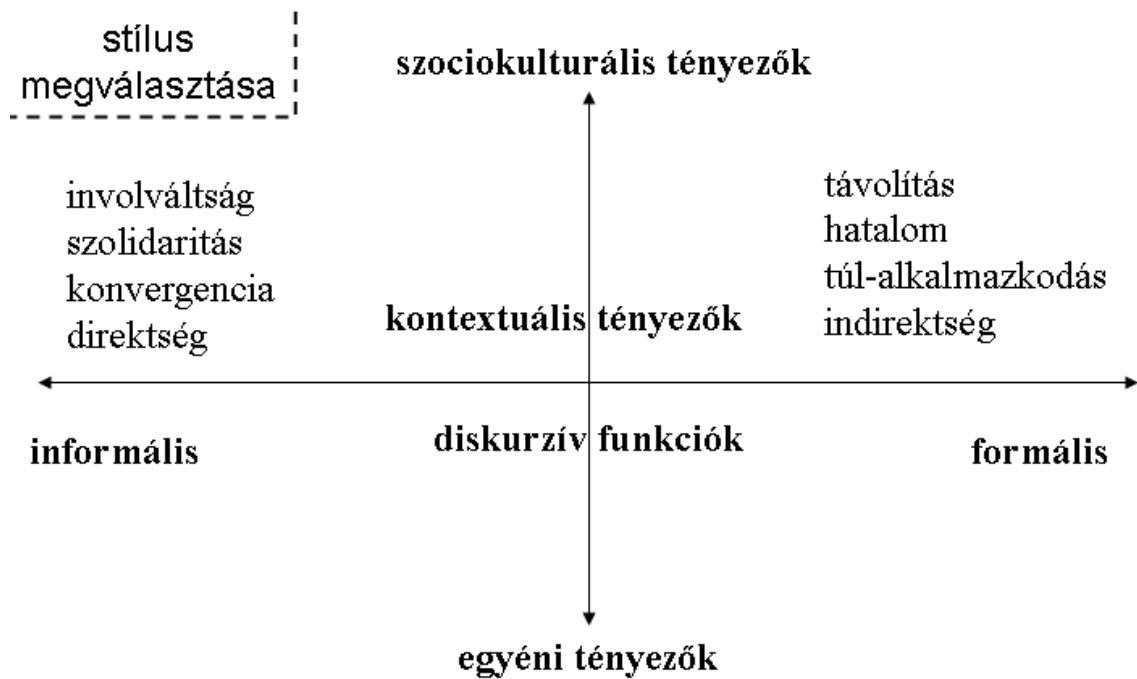 stílus
megválasztása
szociokulturális tényezők
involváltság
szolidaritás
konvergencia
direktség
távolítás
hatalom
túl-alkalmazkodás
indirektség
kontextuális tényezők
informális
diskurzív funkciók
formális
egyéni tényezők